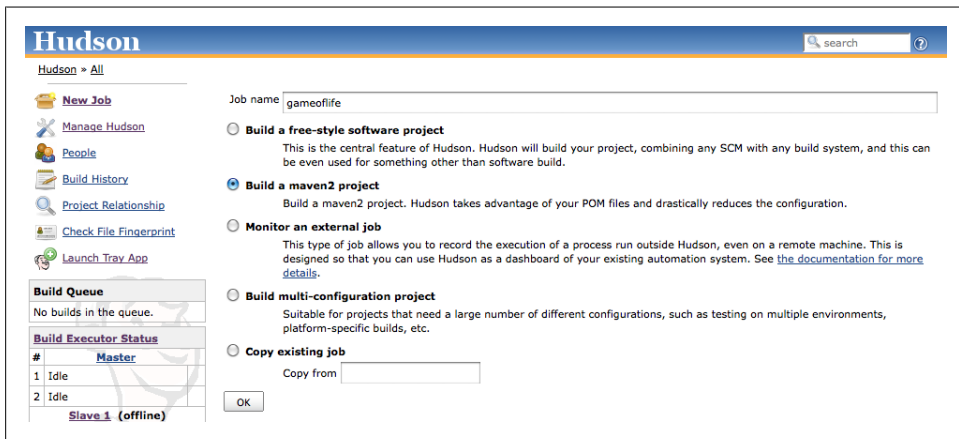 Hudson
search
Hudson » All
New Job
Manage Hudson
People
Build History
Project Relationship
Check File Fingerprint
Launch Tray App
Build Queue
No builds in the queue.
Build Executor Status
# Master
1 Idle
2 Idle
Slave 1 (offline)
Job name gameoflife
Build a free-style software project
This is the central feature of Hudson. Hudson will build your project, combining any SCM with any build system, and this can
be even used for something other than software build.
Build a maven2 project
Build a maven2 project. Hudson takes advantage of your POM files and drastically reduces the configuration.
Monitor an external job
This type of job allows you to record the execution of a process run outside Hudson, even on a remote machine. This is
designed so that you can use Hudson as a dashboard of your existing automation system. See the documentation for more
details.
Build multi-configuration project
Suitable for projects that need a large number of different configurations, such as testing on multiple environments,
platform-specific builds, etc.
Copy existing job
Copy from
OK